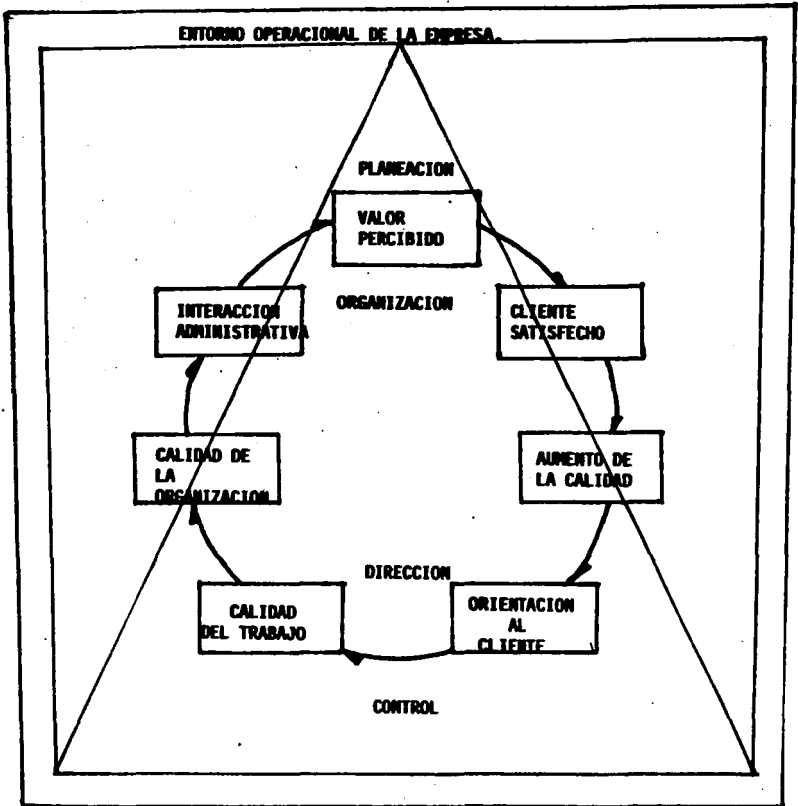 ENTORNO OPERACIONAL DE LA EMPRESA.
PLANEACION
VALOR
PERCIBIDO
ORGANIZACION
INTERACCION
ADMINISTRATIVA
CLIENTE
SATISFECHO
CALIDAD DE
LA
ORGANIZACION
AUMENTO DE
LA CALIDAD
DIRECCION
CALIDAD
DEL TRABAJO
ORIENTACION
AL
CLIENTE
CONTROL